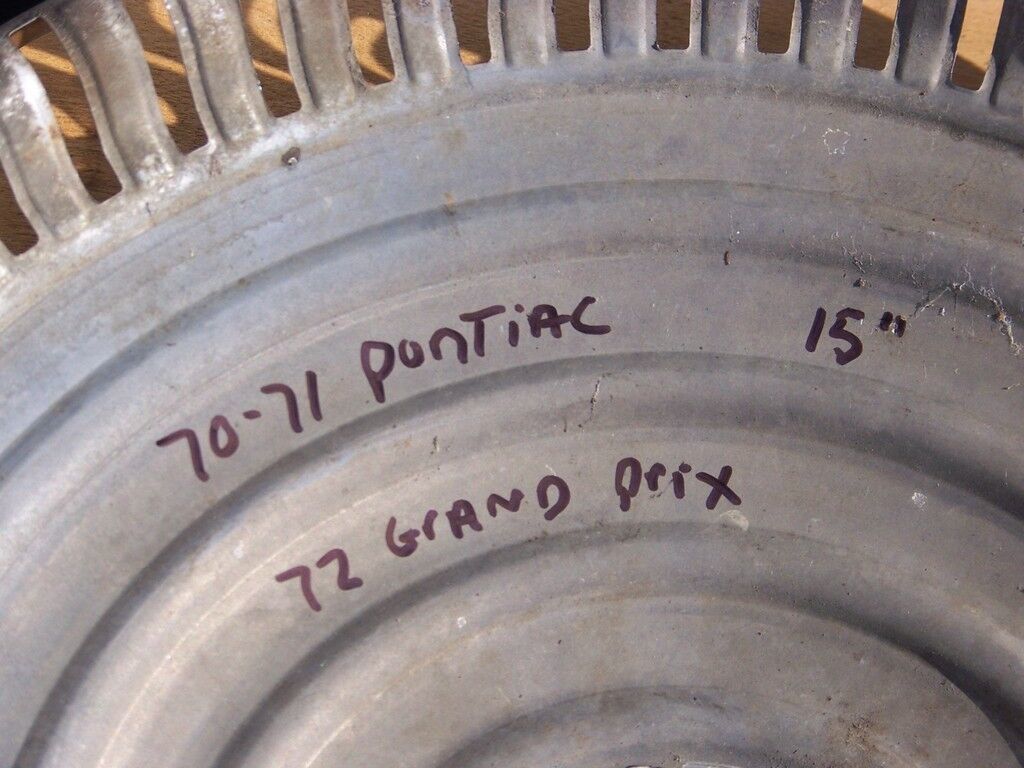 70-71 PONTiAC 15"
72 GrAND Prix